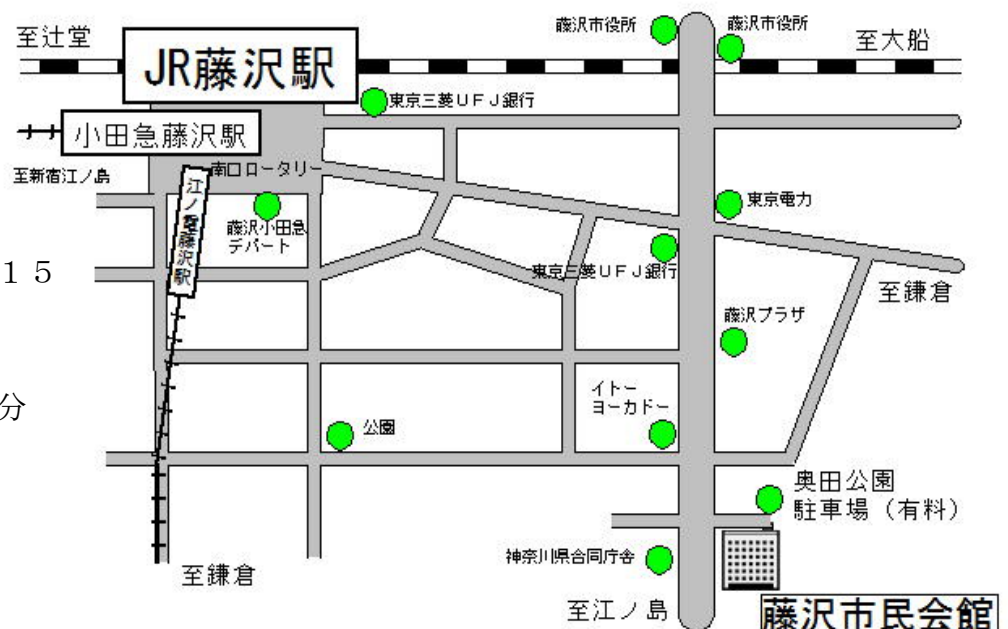 藤沢市役所
藤沢市役所
至辻堂
至大船
JR藤沢駅
東京三菱UFJ銀行
小田急藤沢駅
至新宿江ノ島
南口ロータリー
江ノ電藤沢駅
東京電力
藤沢小田急
デパート
15
東京三菱UFJ銀行
至鎌倉
藤沢プラザ
分
イトー
ヨーカドー
公園
奥田公園
駐車場(有料)
神奈川県合同庁舎
至鎌倉
至江ノ島
藤沢市民会館